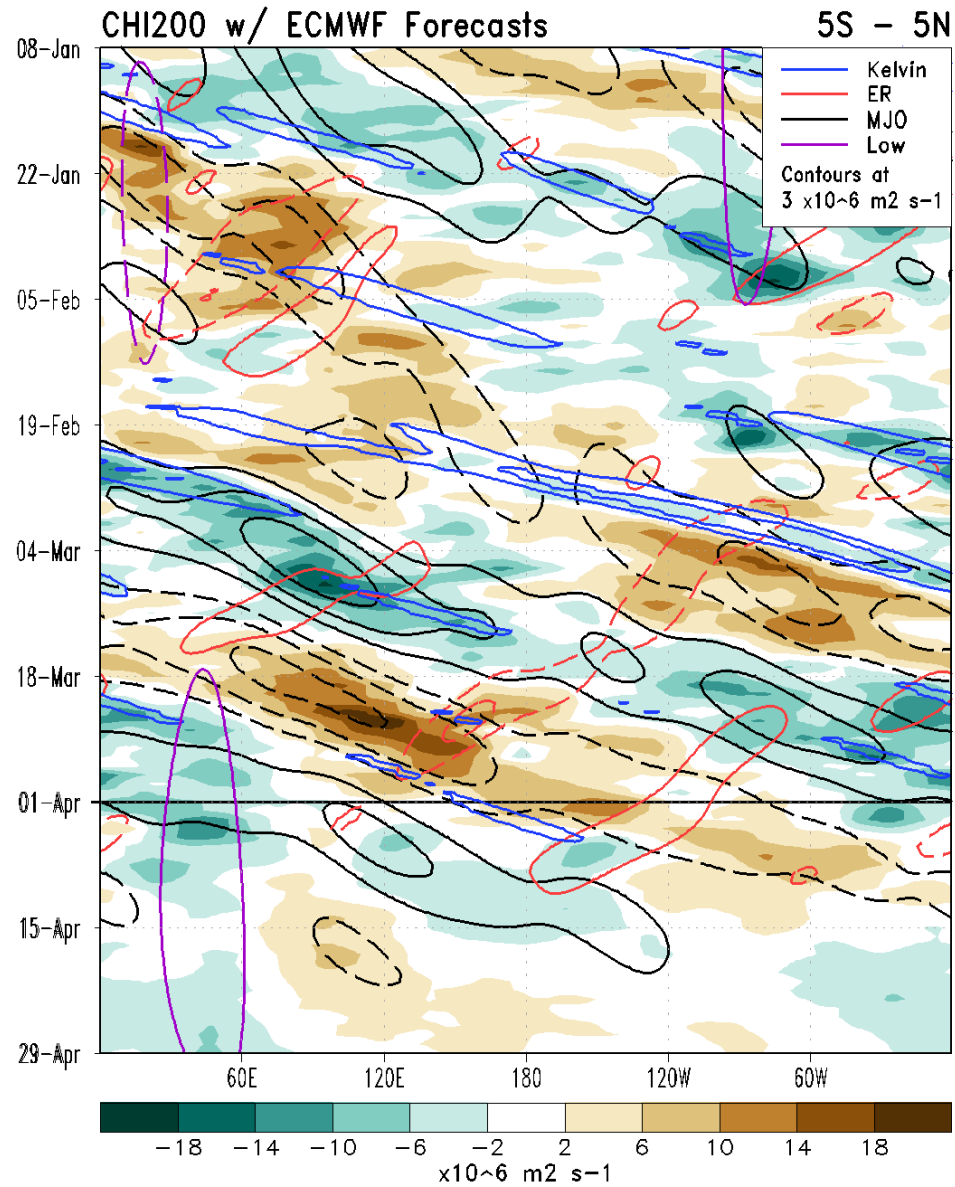 CHI200 w/ ECMWF Forecasts 5S - 5N
08-Jan
22-Jan
05-Feb
19-Feb
04-Mar
18-Mar
01-Apr
15-Apr
29-Apr
Kelvin
ER
MJO
Low
Contours at
3 x10^6 m2 s-1
60E 120E 180 120W 60W
-18 -14 -10 -6 -2 2 6 10 14 18
x10^6 m2 s-1